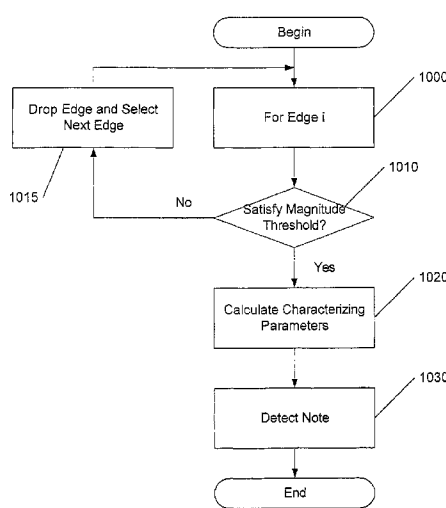 Begin
Drop Edge and Select
Next Edge
1015
For Edge i
1000
No
Satisfy Magnitude
Threshold?
1010
Yes
Calculate Characterizing
Parameters
1020
Detect Note
1030
End